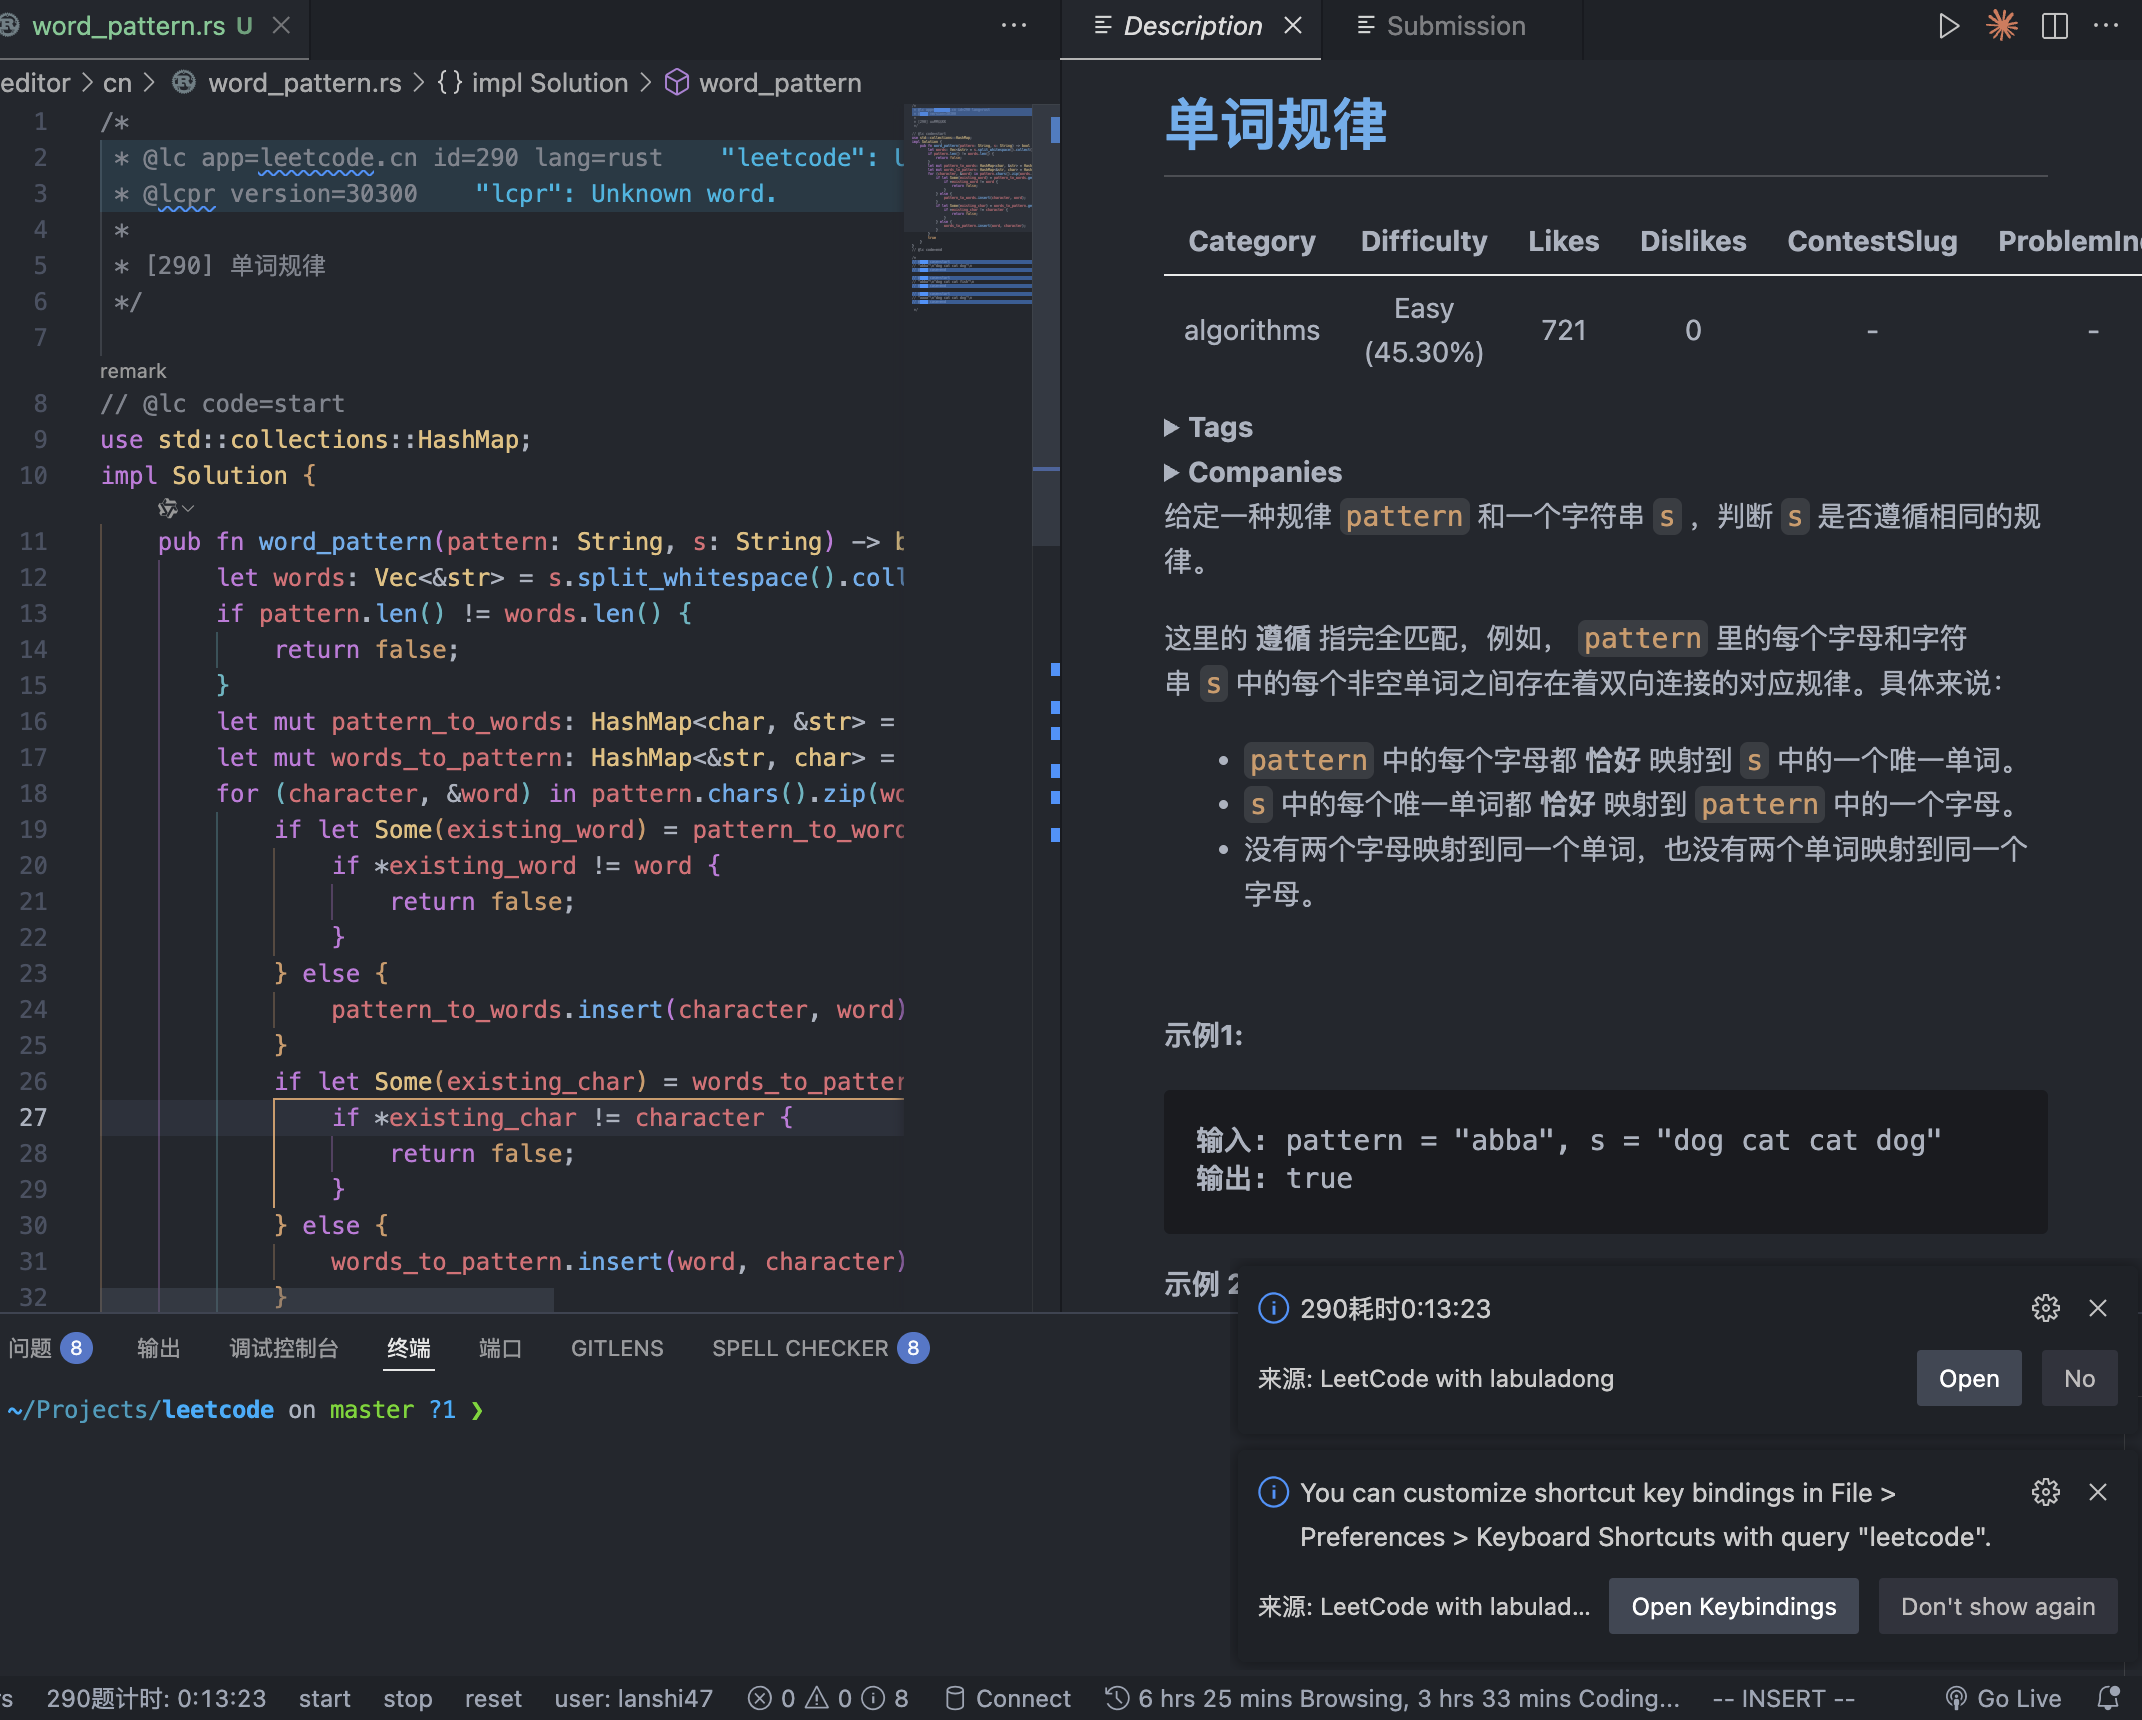 word_pattern.rs U
Description
Submission
editor > cn > word_pattern.rs > {} impl Solution > word_pattern
1 /*
2 * @lc app=leetcode.cn id=290 lang=rust "leetcode": U
3 * @lcpr version=30300 "lcpr": Unknown word.
4 *
5 * [290] 单词规律
6 */
7
remark
8 // @lc code=start
9 use std::collections::HashMap;
10 impl Solution {
11 pub fn word_pattern(pattern: String, s: String) -> b
12 let words: Vec<&str> = s.split_whitespace().coll
13 if pattern.len() != words.len() {
14 return false;
15 }
16 let mut pattern_to_words: HashMap<char, &str> =
17 let mut words_to_pattern: HashMap<&str, char> =
18 for (character, &word) in pattern.chars().zip(wo
19 if let Some(existing_word) = pattern_to_word
20 if *existing_word != word {
21 return false;
22 }
23 } else {
24 pattern_to_words.insert(character, word)
25 }
26 if let Some(existing_char) = words_to_patter
27 if *existing_char != character {
28 return false;
29 }
30 } else {
31 words_to_pattern.insert(word, character)
32 }
单词规律
Category Difficulty Likes Dislikes ContestSlug ProblemInd
algorithms Easy (45.30%) 721 0 - -
Tags
Companies
给定一种规律 pattern 和一个字符串 s ，判断 s 是否遵循相同的规
律。
这里的 遵循 指完全匹配，例如， pattern 里的每个字母和字符
串 s 中的每个非空单词之间存在着双向连接的对应规律。具体来说：
• pattern 中的每个字母都 恰好 映射到 s 中的一个唯一单词。
• s 中的每个唯一单词都 恰好 映射到 pattern 中的一个字母。
• 没有两个字母映射到同一个单词，也没有两个单词映射到同一个
字母。
示例1:
输入: pattern = "abba", s = "dog cat cat dog"
输出: true
示例 2
问题 8 输出 调试控制台 终端 端口 GITLENS SPELL CHECKER 8
~/Projects/leetcode on master ?1 ❯
290耗时0:13:23
来源: LeetCode with labuladong
Open
No
You can customize shortcut key bindings in File >
Preferences > Keyboard Shortcuts with query "leetcode".
来源: LeetCode with labulad...
Open Keybindings
Don't show again
rs 290题计时: 0:13:23 start stop reset user: lanshi47 0 0 8 Connect 6 hrs 25 mins Browsing, 3 hrs 33 mins Coding... -- INSERT -- Go Live